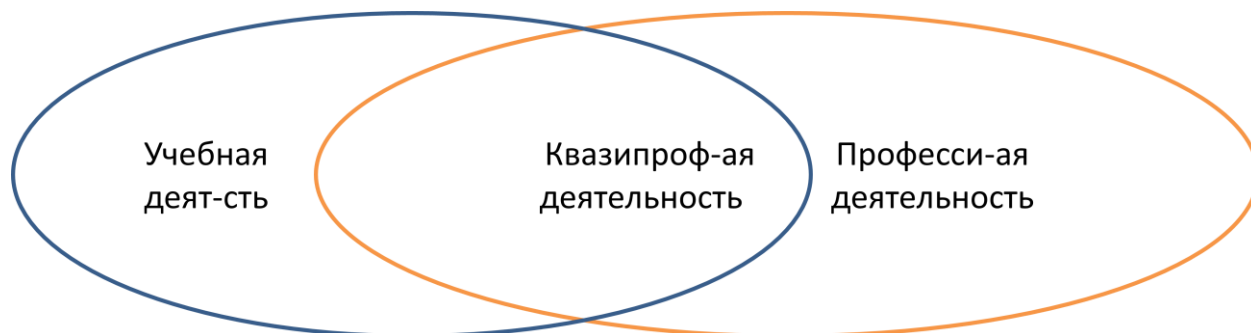 Учебная
деят-сть
Квазипроф-ая
деятельность
Професси-ая
деятельность